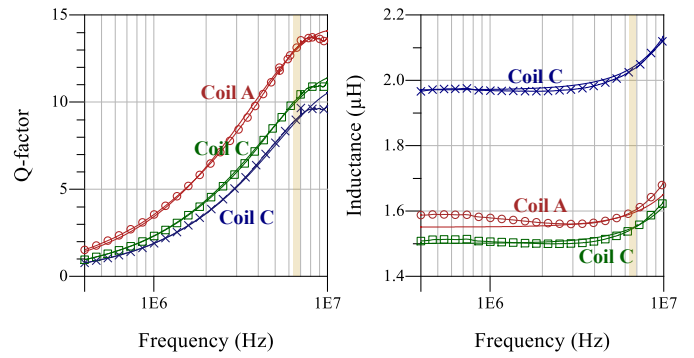 15
10
5
0
Q-factor
Coil A
Coil C
Coil C
1E6
1E7
Frequency (Hz)
2.2
2.0
1.8
1.6
1.4
Inductance (μH)
Coil C
Coil A
Coil C
1E6
1E7
Frequency (Hz)